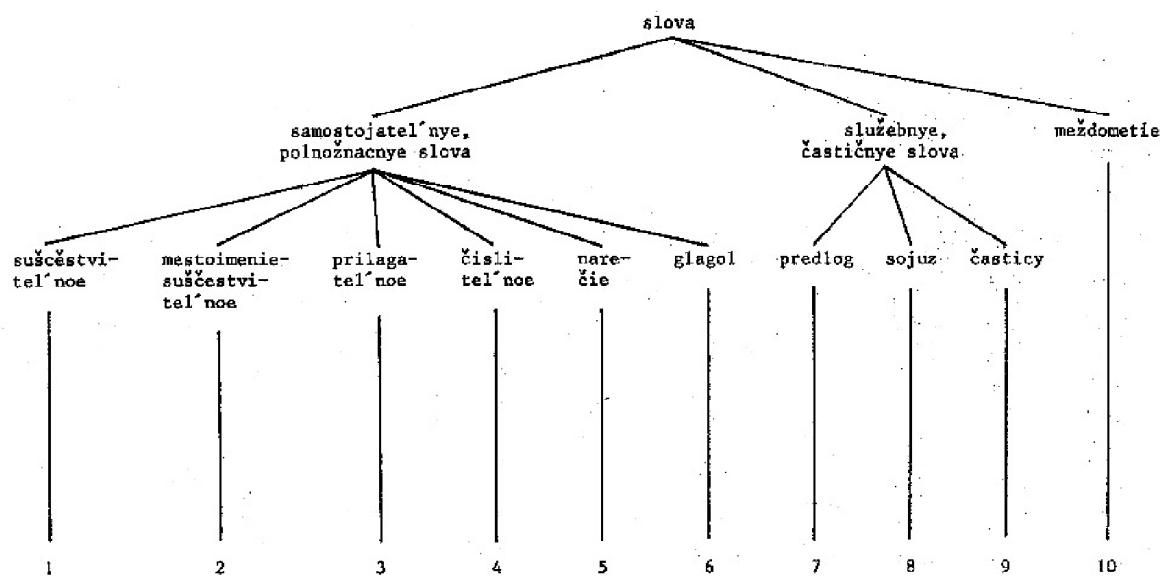 slova
samostojatel´nye,
polnožnacnye slova
služebnye,
častičnye slova
meždometie
suščestvi-
tel´noe
mestoimenie-
suščestvi-
tel´noe
prilaga-
tel´noe
čisli-
tel´noe
nare-
čie
glagol
predlog
sojuz
časticy
1 2 3 4 5 6 7 8 9 10